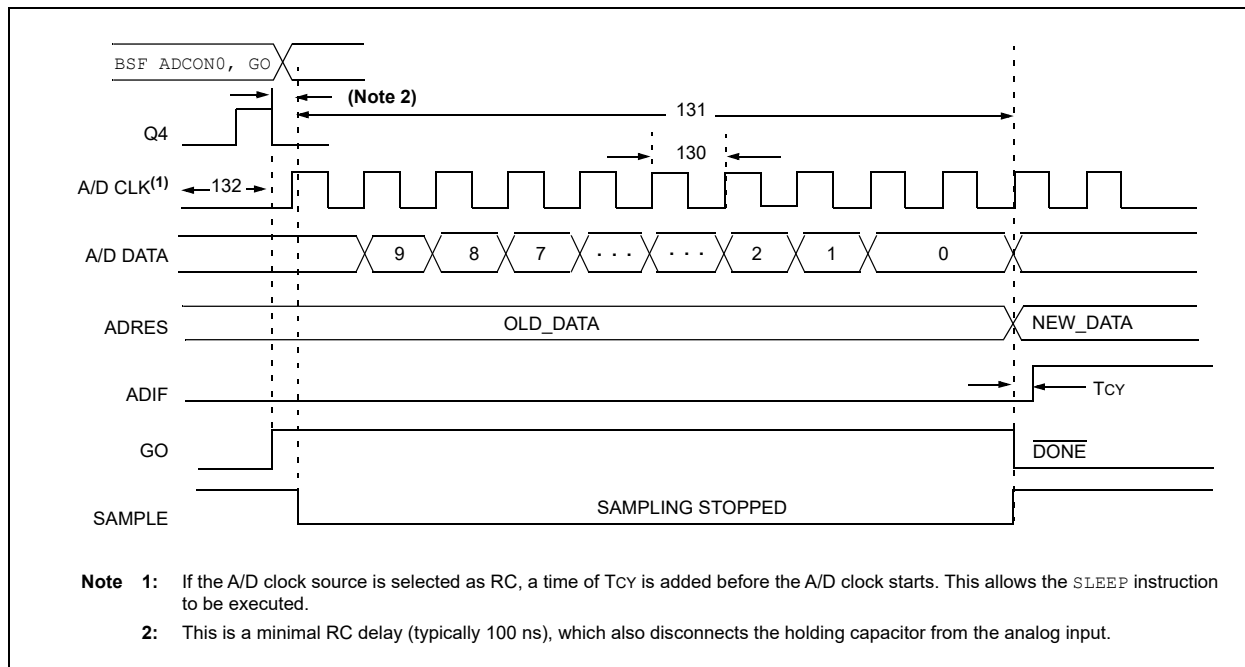 BSF ADCON0, GO
(Note 2)
131
Q4
130
A/D CLK(1)
132
A/D DATA
9 8 7 · · · · · · 2 1 0
ADRES
OLD_DATA
NEW_DATA
ADIF
TCY
GO
DONE
SAMPLE
SAMPLING STOPPED
Note 1: If the A/D clock source is selected as RC, a time of TCY is added before the A/D clock starts. This allows the SLEEP instruction
to be executed.
2: This is a minimal RC delay (typically 100 ns), which also disconnects the holding capacitor from the analog input.